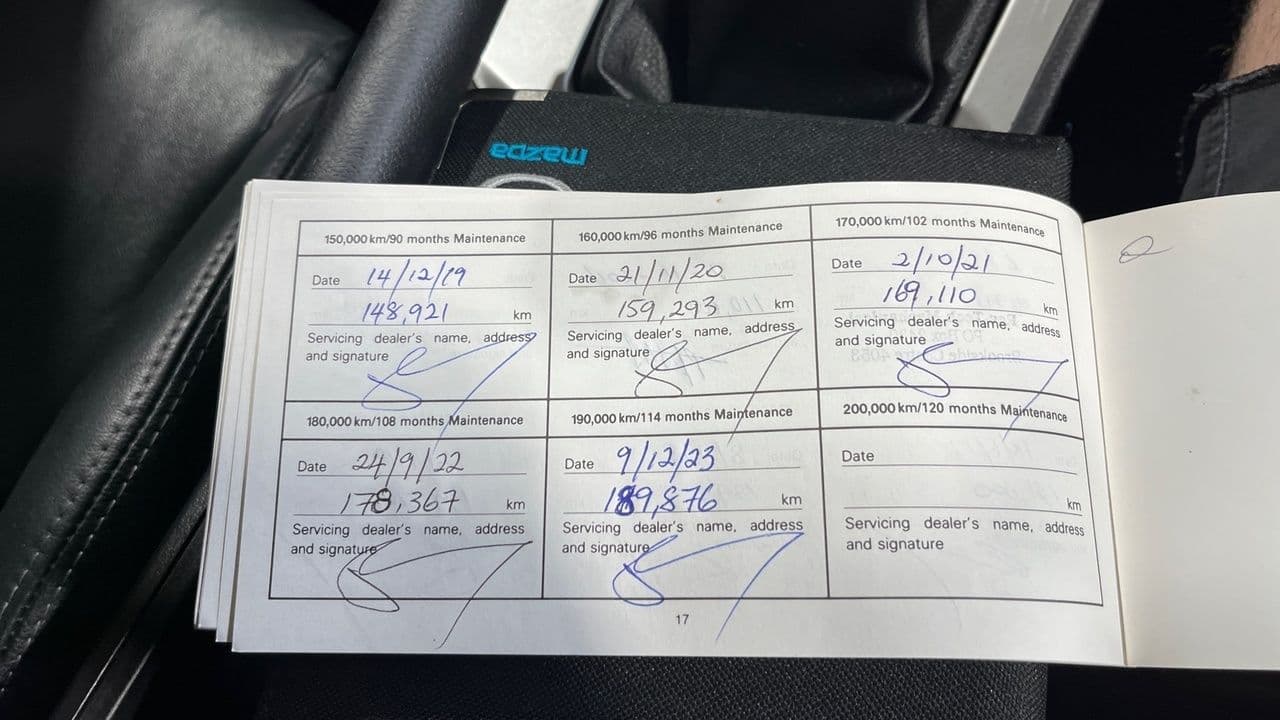 mazda
150,000 km/90 months Maintenance
Date 14/12/19
148,921 km
Servicing dealer's name, address
and signature
160,000 km/96 months Maintenance
Date 21/11/20
159,293 km
Servicing dealer's name, address
and signature
170,000 km/102 months Maintenance
Date 2/10/21
169,110 km
Servicing dealer's name, address
and signature
180,000 km/108 months Maintenance
Date 24/9/22
178,367 km
Servicing dealer's name, address
and signature
190,000 km/114 months Maintenance
Date 9/12/23
189,876 km
Servicing dealer's name, address
and signature
200,000 km/120 months Maintenance
Date
km
Servicing dealer's name, address
and signature
17